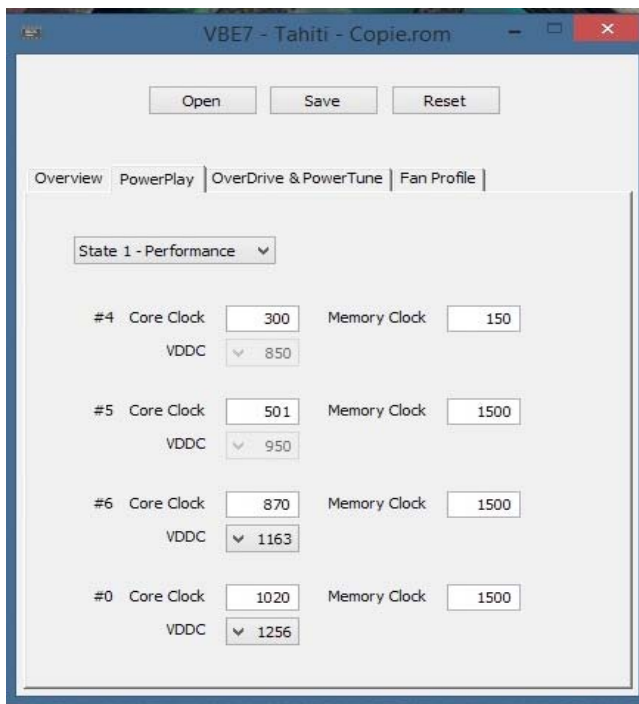 VBE7 - Tahiti - Copie.rom
Open Save Reset
Overview PowerPlay OverDrive & PowerTune Fan Profile
State 1 - Performance
#4 Core Clock 300 Memory Clock 150
VDDC 850
#5 Core Clock 501 Memory Clock 1500
VDDC 950
#6 Core Clock 870 Memory Clock 1500
VDDC 1163
#0 Core Clock 1020 Memory Clock 1500
VDDC 1256